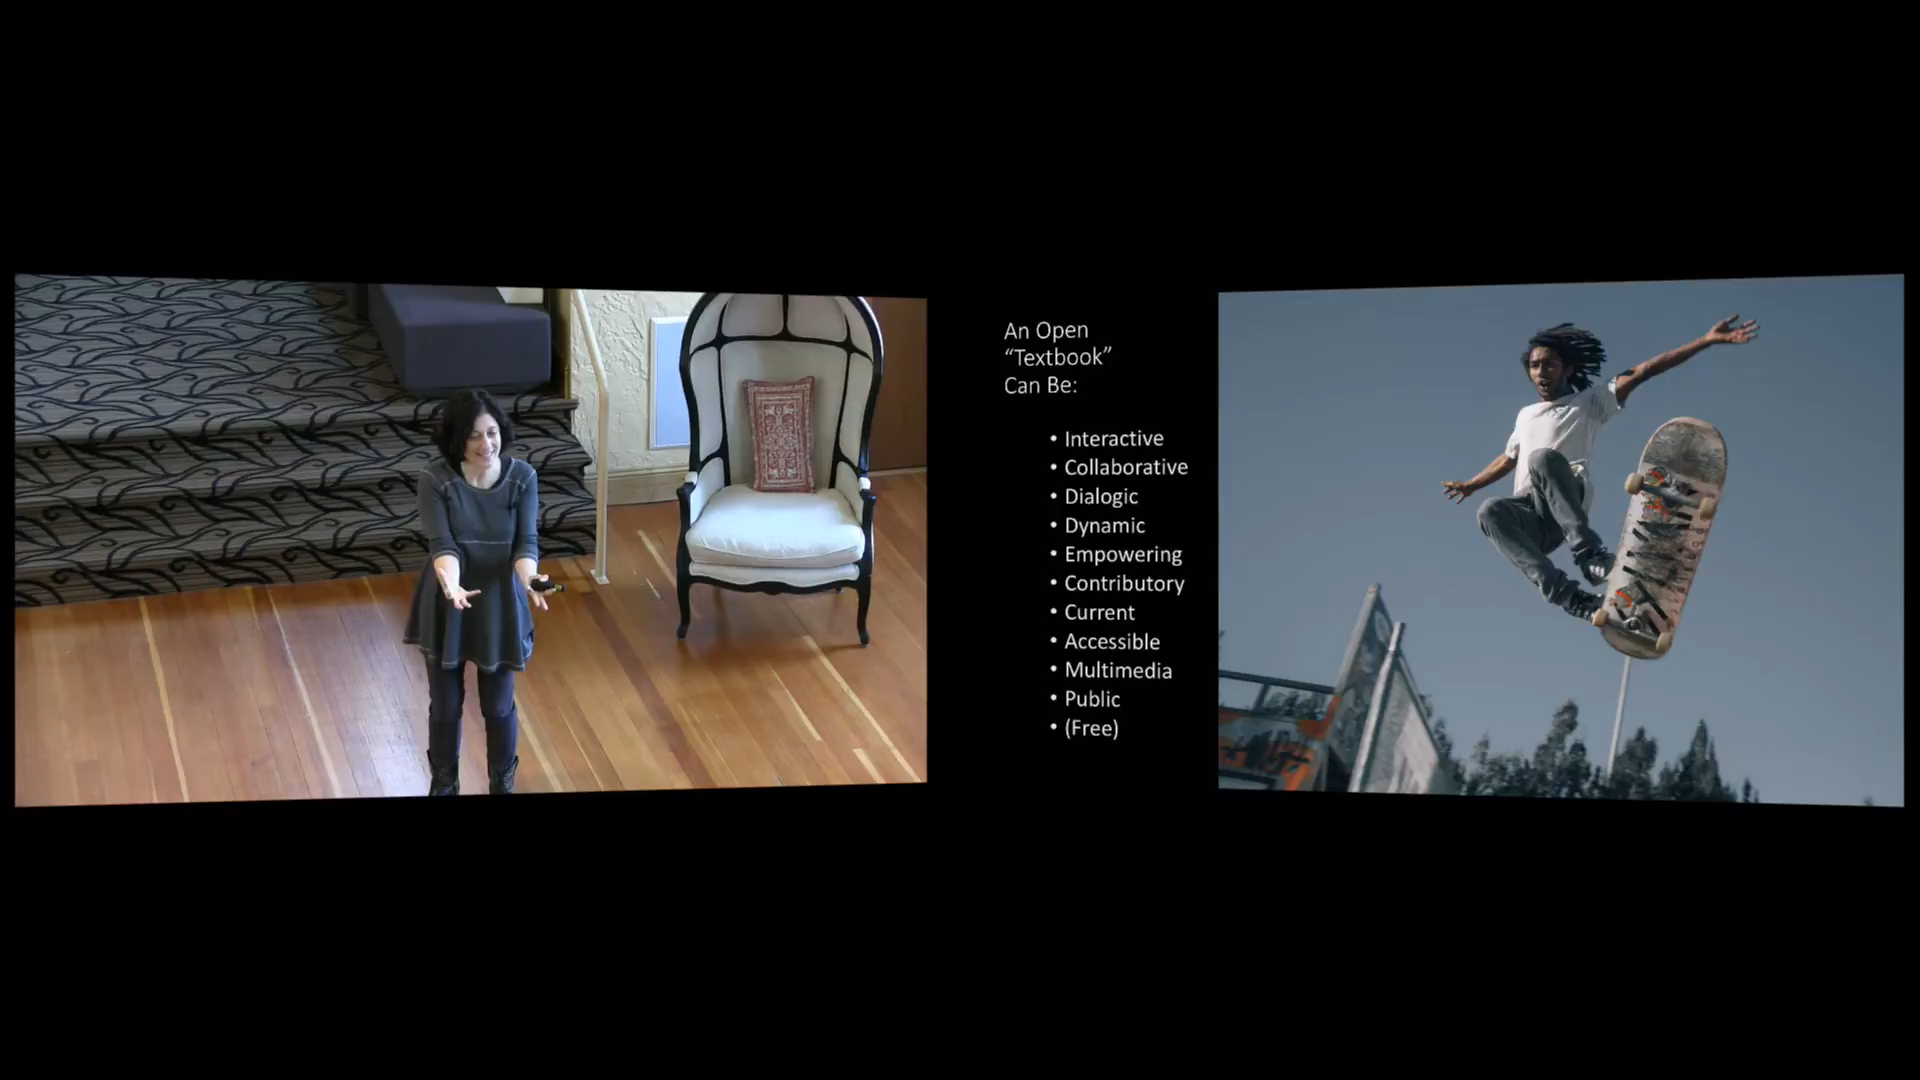 An Open
“Textbook”
Can Be:
• Interactive
• Collaborative
• Dialogic
• Dynamic
• Empowering
• Contributory
• Current
• Accessible
• Multimedia
• Public
• (Free)